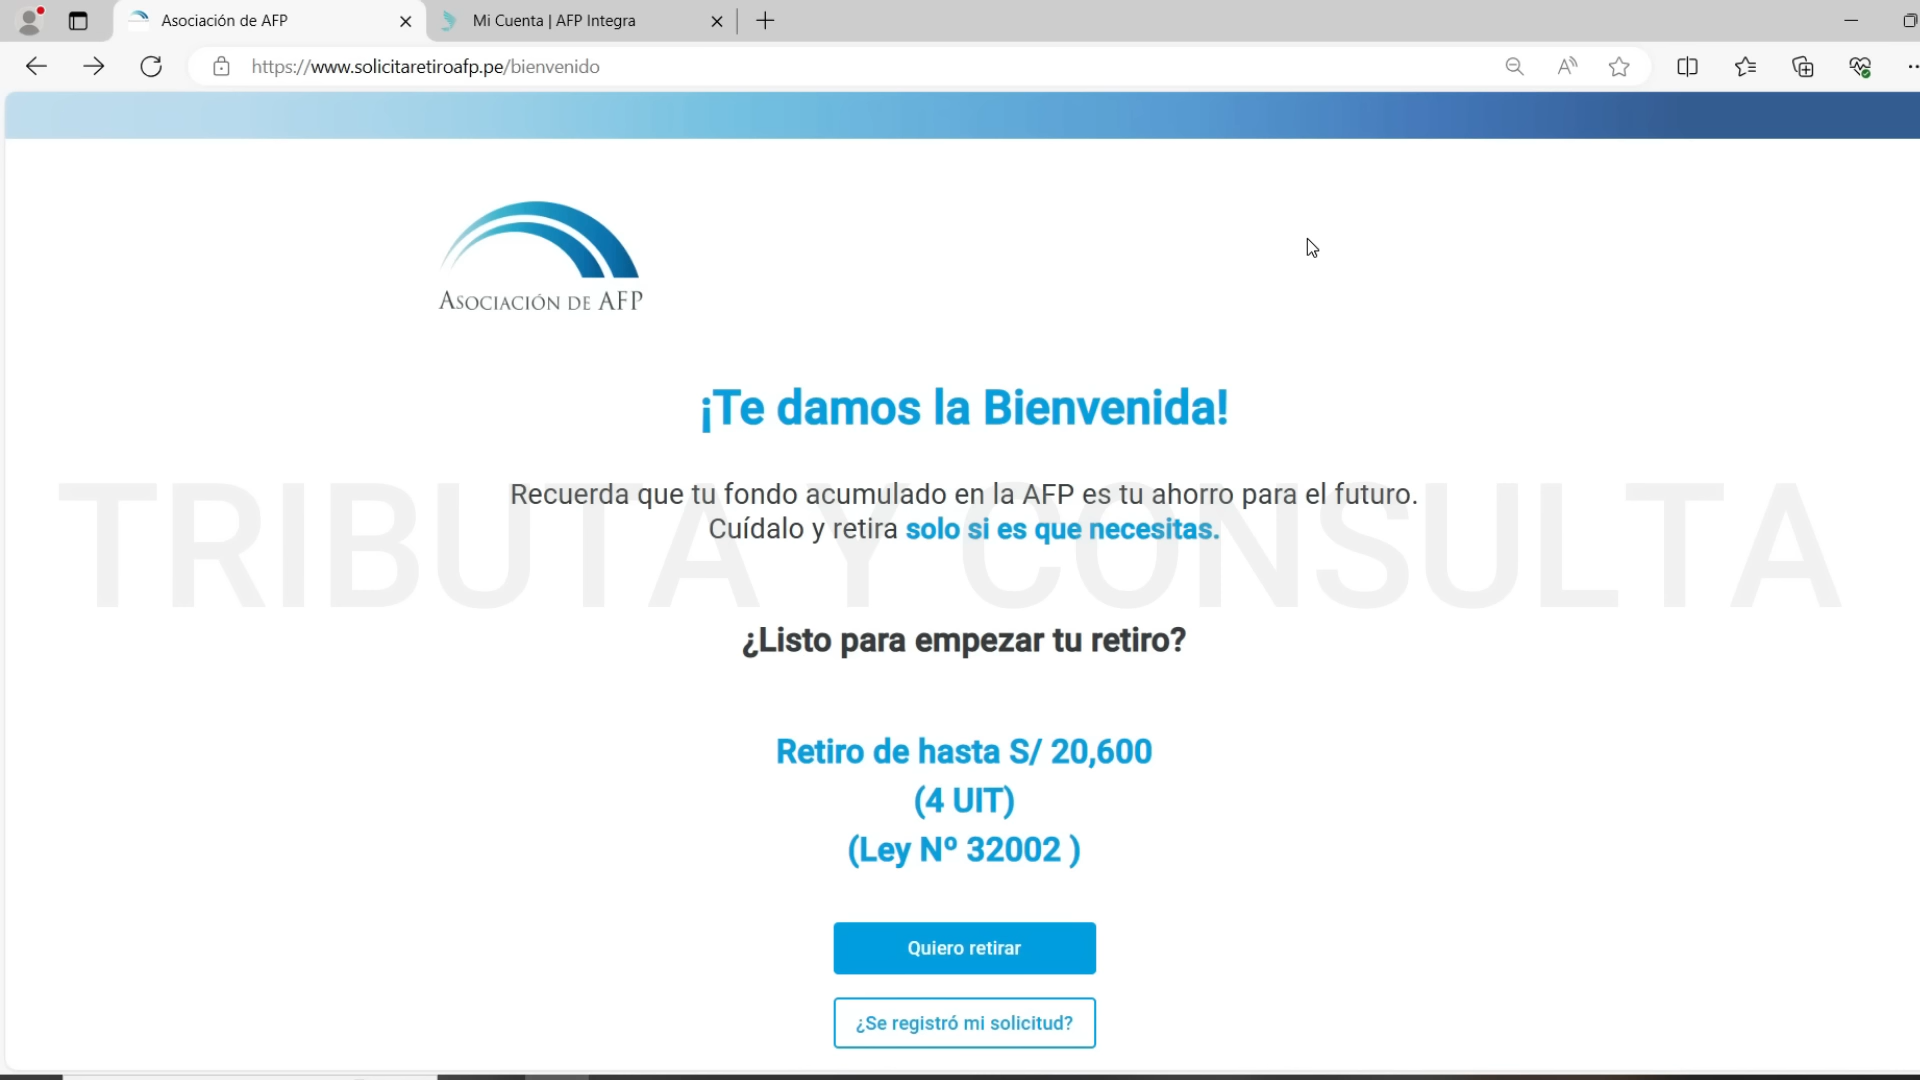 Asociación de AFP
Mi Cuenta | AFP Integra
https://www.solicitaretiroafp.pe/bienvenido
ASOCIACIÓN DE AFP
¡Te damos la Bienvenida!
Recuerda que tu fondo acumulado en la AFP es tu ahorro para el futuro.
Cuídalo y retira solo si es que necesitas.
TRIBUTA Y CONSULTA
¿Listo para empezar tu retiro?
Retiro de hasta S/ 20,600
(4 UIT)
(Ley Nº 32002 )
Quiero retirar
¿Se registró mi solicitud?